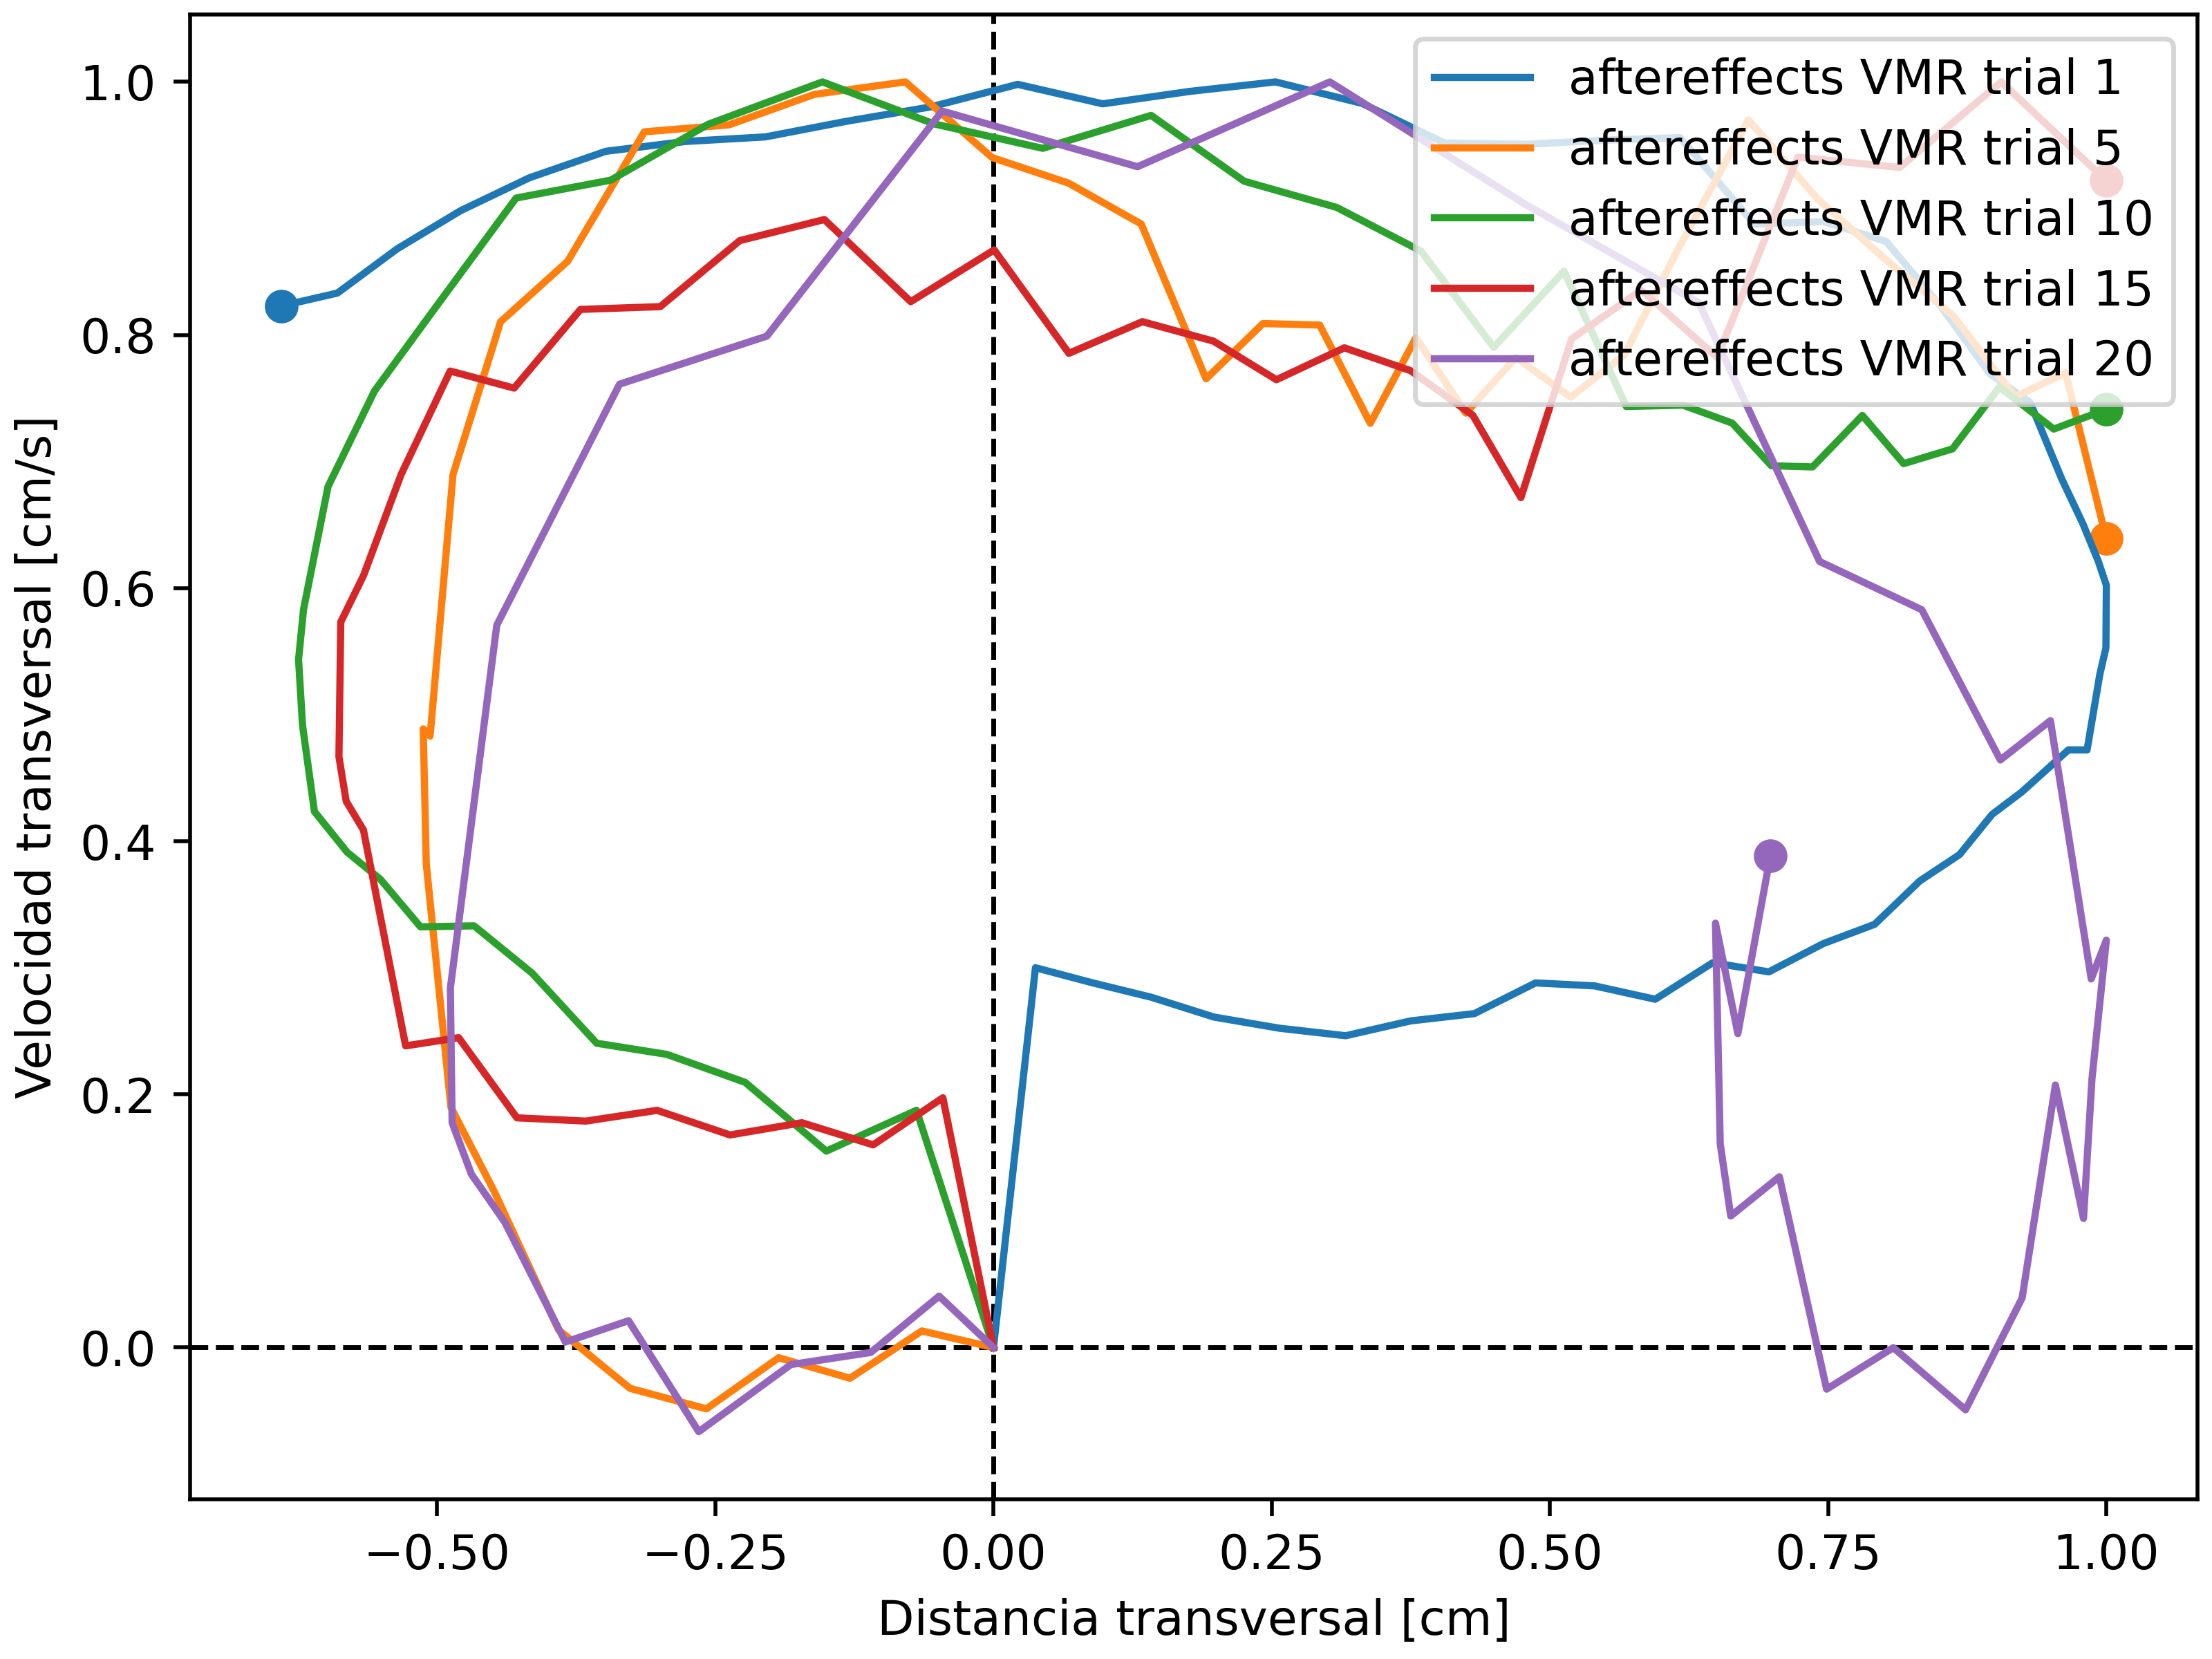 1.0
0.8
0.6
0.4
0.2
0.0
Velocidad transversal [cm/s]
aftereffects VMR trial 1
aftereffects VMR trial 5
aftereffects VMR trial 10
aftereffects VMR trial 15
aftereffects VMR trial 20
−0.50 −0.25 0.00 0.25 0.50 0.75 1.00
Distancia transversal [cm]